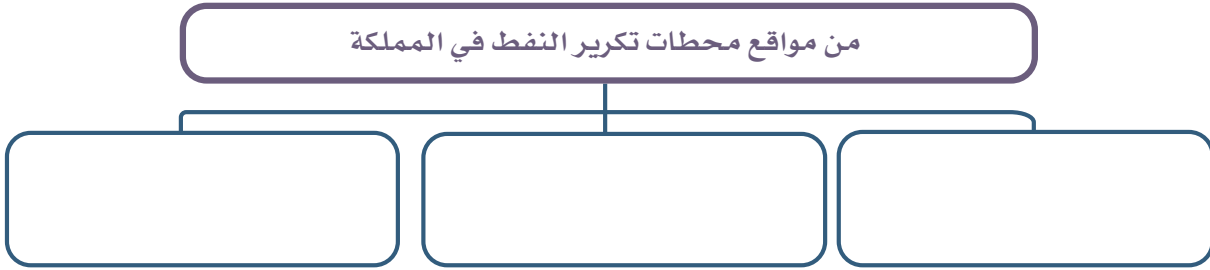 من مواقع محطات تكرير النفط في المملكة